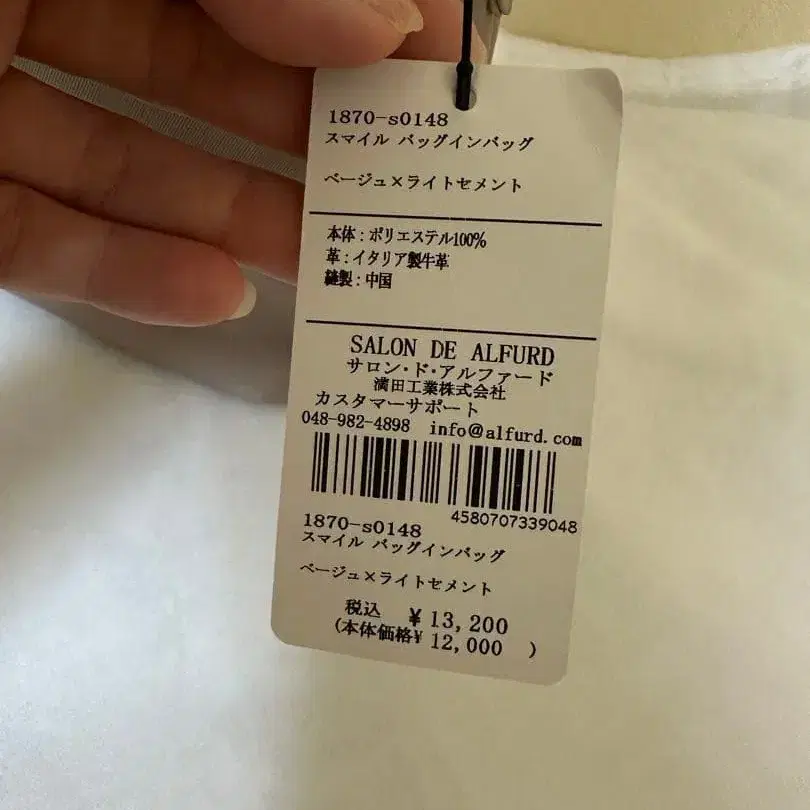 1870-s0148
スマイル バッグインバッグ
ベージュ×ライトセメント
本体:ポリエステル100%
革:イタリア製牛革
縫製:中国
SALON DE ALFURD
サロン・ド・アルファード
満田工業株式会社
カスタマーサポート
048-982-4898 info@alfurd.com
4580707339048
1870-s0148
スマイル バッグインバッグ
ベージュ×ライトセメント
税込 ¥13,200
(本体価格¥12,000 )